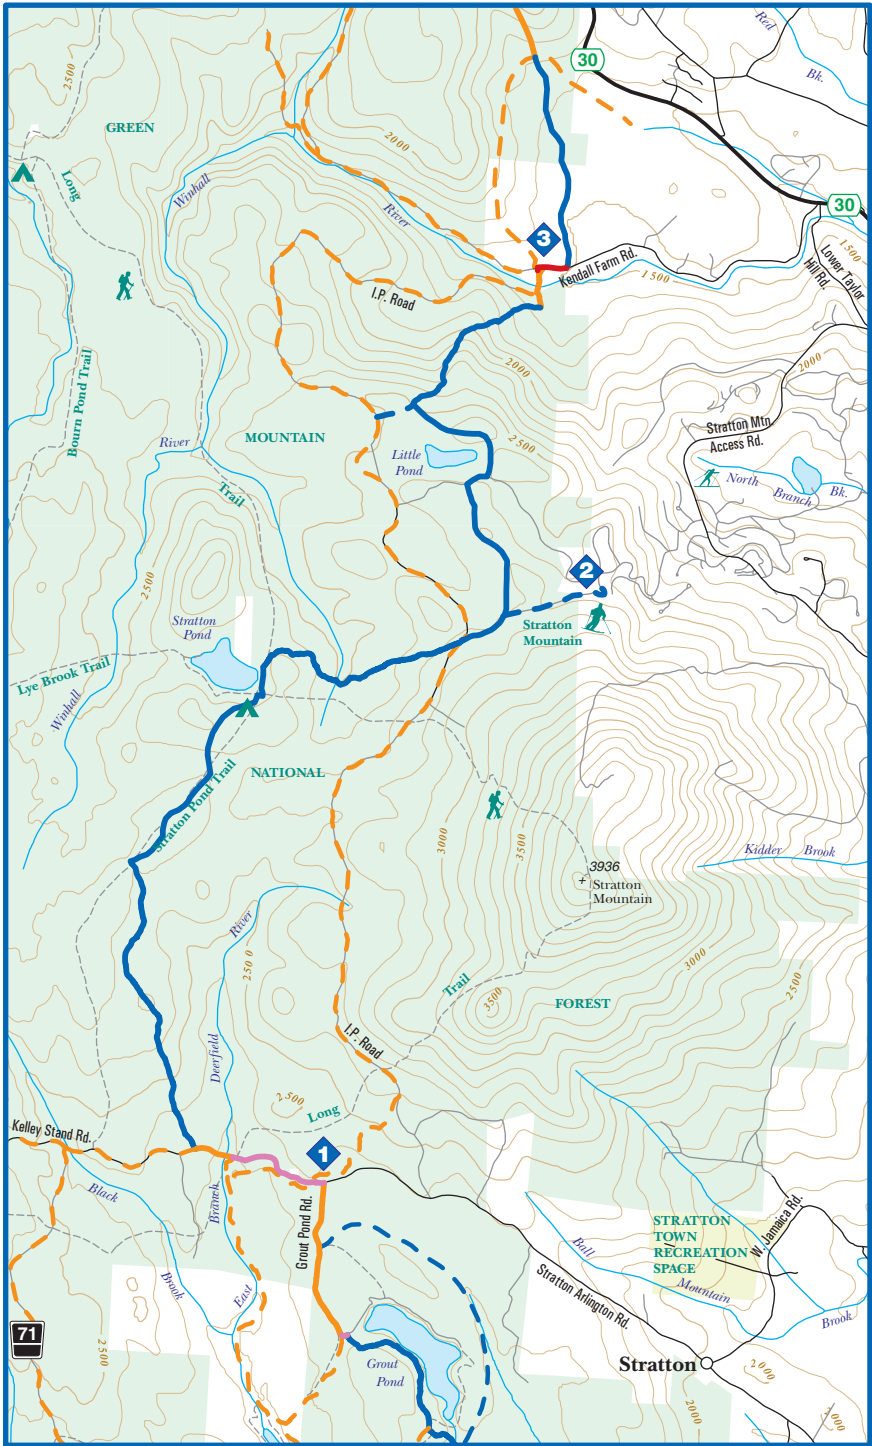 30
Red
Bk.
2500
GREEN
2000
Long
Winhall
River
30
3
Kendall Farm Rd.
1500
1500
Lower Taylor
Hill Rd.
I.P. Road
2000
2000
Bourn Pond Trail
River
MOUNTAIN
Little
Pond
2500
Stratton Mtn
Access Rd.
North
Branch
Bk.
Trail
2500
2
Stratton
Pond
Stratton
Mountain
Lye Brook Trail
Winhall
NATIONAL
Stratton Pond Trail
3000
3500
3936
+ Stratton
Mountain
Kidder Brook
River
2500
Trail
3500
3000
2500
FOREST
Deerfield
I.P. Road
2500
Long
Kelley Stand Rd.
1
Black
Branch
Grout Pond Rd.
STRATTON
TOWN
RECREATION
SPACE
W. Jamaica Rd.
Ball
Mountain
Brook
Stratton Arlington Rd.
Brook
East
71
2500
Grout
Pond
Stratton
2000
2000
2000